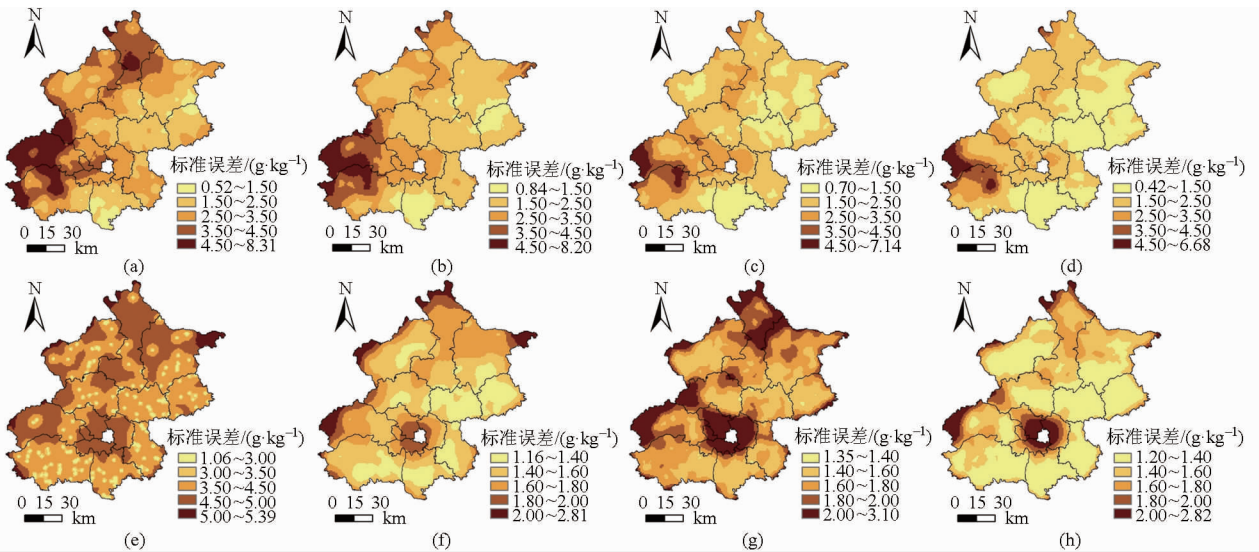 N
标准误差/(g·kg⁻¹)
0.52~1.50
1.50~2.50
2.50~3.50
3.50~4.50
4.50~8.31
0 15 30
km
(a)
N
标准误差/(g·kg⁻¹)
0.84~1.50
1.50~2.50
2.50~3.50
3.50~4.50
4.50~8.20
0 15 30
km
(b)
N
标准误差/(g·kg⁻¹)
0.70~1.50
1.50~2.50
2.50~3.50
3.50~4.50
4.50~7.14
0 15 30
km
(c)
N
标准误差/(g·kg⁻¹)
0.42~1.50
1.50~2.50
2.50~3.50
3.50~4.50
4.50~6.68
0 15 30
km
(d)
N
标准误差/(g·kg⁻¹)
1.06~3.00
3.00~3.50
3.50~4.50
4.50~5.00
5.00~5.39
0 15 30
km
(e)
N
标准误差/(g·kg⁻¹)
1.16~1.40
1.40~1.60
1.60~1.80
1.80~2.00
2.00~2.81
0 15 30
km
(f)
N
标准误差/(g·kg⁻¹)
1.35~1.40
1.40~1.60
1.60~1.80
1.80~2.00
2.00~3.10
0 15 30
km
(g)
N
标准误差/(g·kg⁻¹)
1.20~1.40
1.40~1.60
1.60~1.80
1.80~2.00
2.00~2.82
0 15 30
km
(h)